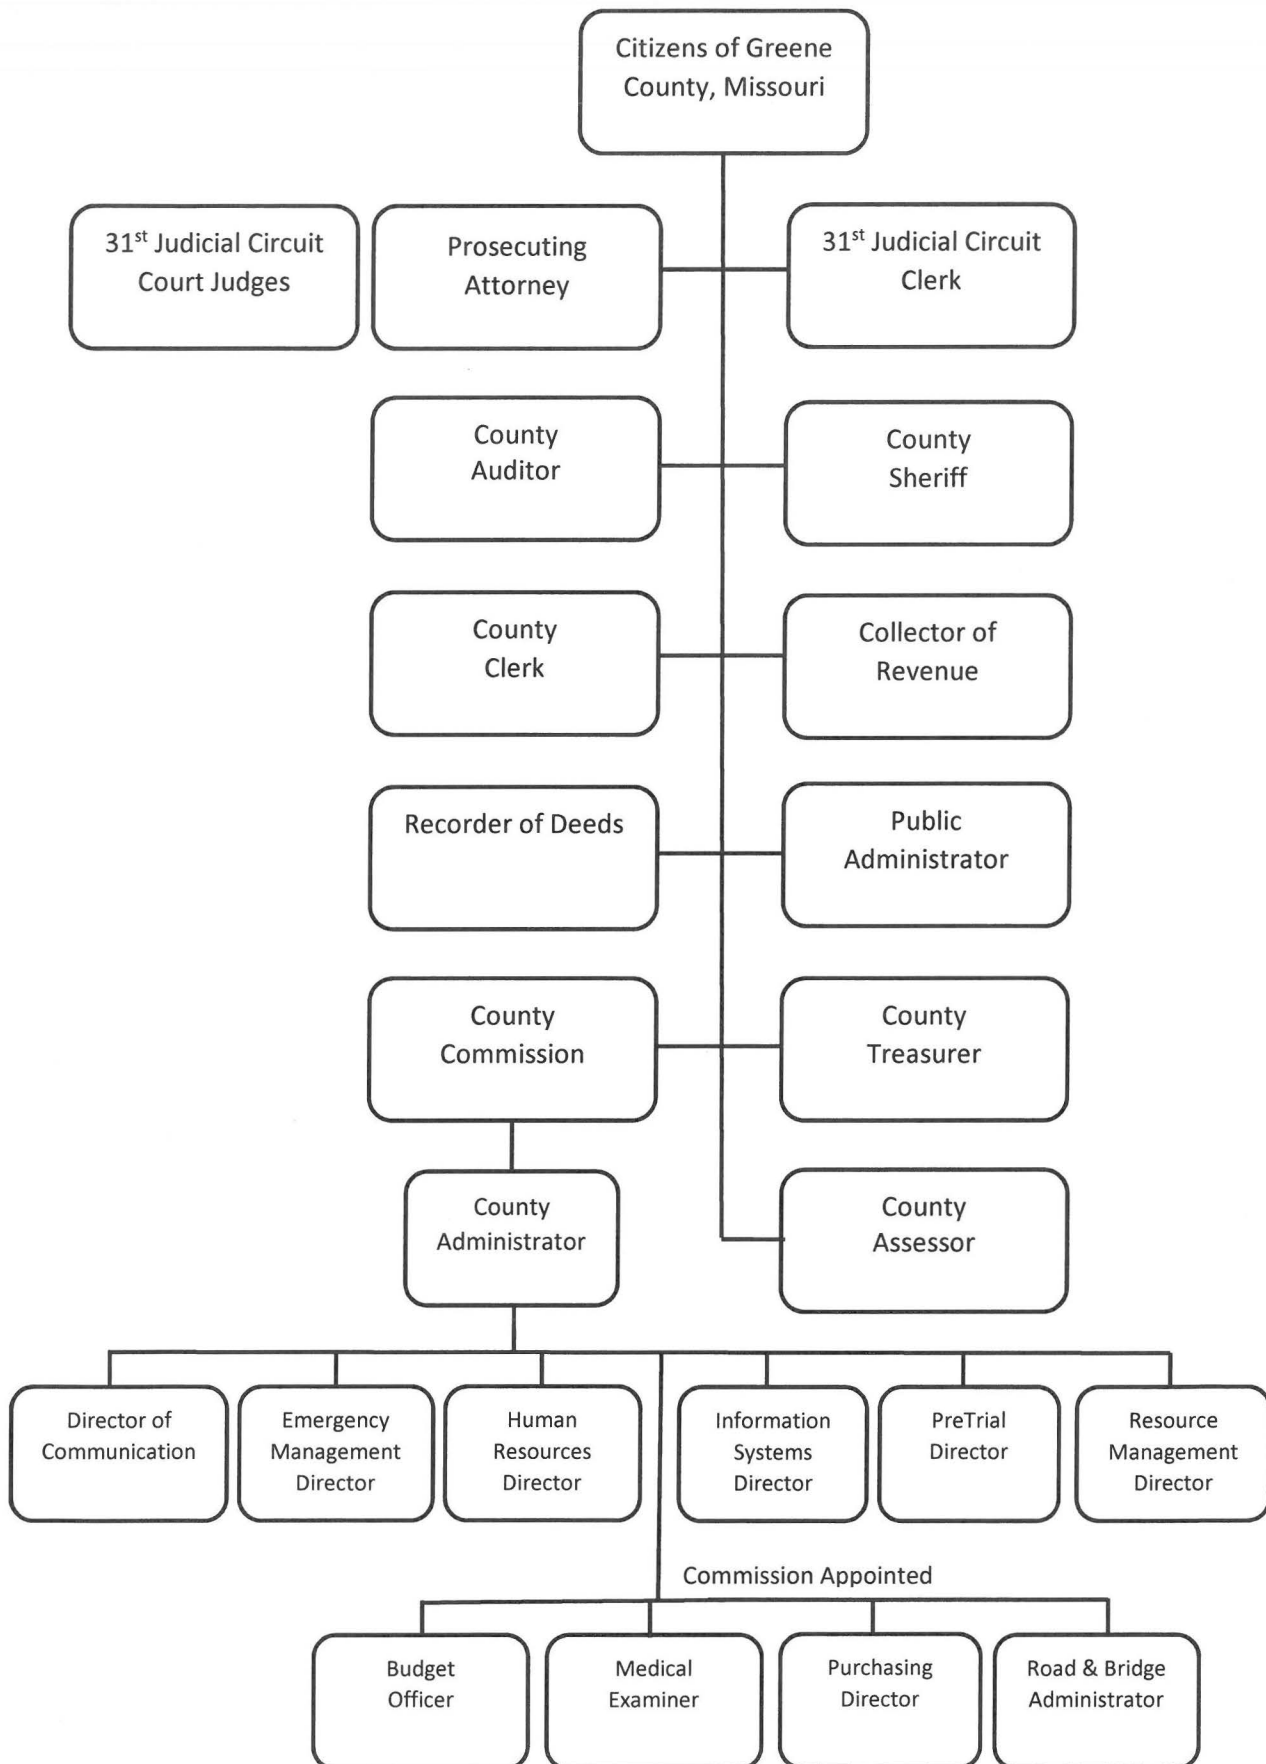 Citizens of Greene
County, Missouri
31st Judicial Circuit
Court Judges
Prosecuting
Attorney
31st Judicial Circuit
Clerk
County
Auditor
County
Sheriff
County
Clerk
Collector of
Revenue
Recorder of Deeds
Public
Administrator
County
Commission
County
Treasurer
County
Administrator
County
Assessor
Director of
Communication
Emergency
Management
Director
Human
Resources
Director
Information
Systems
Director
PreTrial
Director
Resource
Management
Director
Commission Appointed
Budget
Officer
Medical
Examiner
Purchasing
Director
Road & Bridge
Administrator